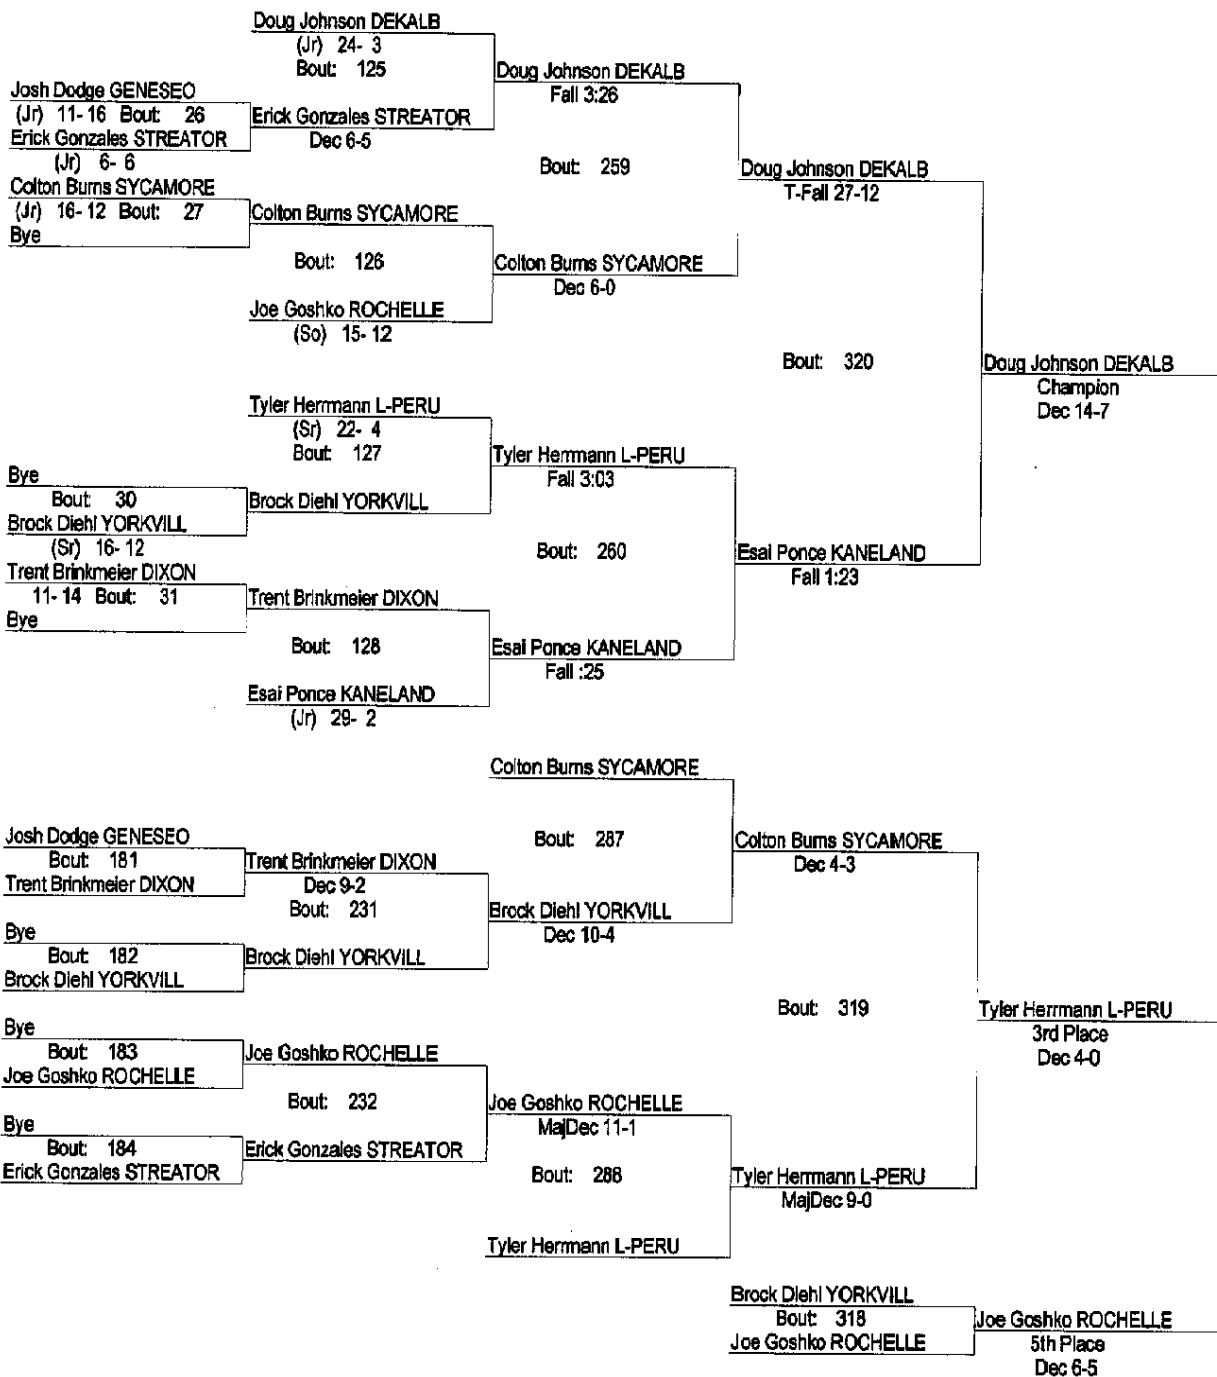 Doug Johnson DEKALB
(Jr) 24- 3
Bout: 125
Doug Johnson DEKALB
Fall 3:26
Josh Dodge GENESEO
(Jr) 11- 16 Bout: 26
Erick Gonzales STREATOR
(Jr) 6- 6
Erick Gonzales STREATOR
Dec 6-5
Bout: 259
Doug Johnson DEKALB
T-Fall 27-12
Colton Burns SYCAMORE
(Jr) 16- 12 Bout: 27
Bye
Colton Burns SYCAMORE
Bout: 126
Colton Burns SYCAMORE
Dec 6-0
Joe Goshko ROCHELLE
(So) 15- 12
Bout: 320
Doug Johnson DEKALB
Champion
Dec 14-7
Tyler Herrmann L-PERU
(Sr) 22- 4
Bout: 127
Tyler Herrmann L-PERU
Fall 3:03
Bye
Bout: 30
Brock Diehl YORKVILL
(Sr) 16- 12
Brock Diehl YORKVILL
Bout: 260
Esai Ponce KANELAND
Fall 1:23
Trent Brinkmeier DIXON
11- 14 Bout: 31
Bye
Trent Brinkmeier DIXON
Bout: 128
Esai Ponce KANELAND
Fall :25
Esai Ponce KANELAND
(Jr) 29- 2
Colton Burns SYCAMORE
Bout: 287
Colton Burns SYCAMORE
Dec 4-3
Josh Dodge GENESEO
Bout: 181
Trent Brinkmeier DIXON
Trent Brinkmeier DIXON
Dec 9-2
Bout: 231
Brock Diehl YORKVILL
Dec 10-4
Bye
Bout: 182
Brock Diehl YORKVILL
Brock Diehl YORKVILL
Bout: 319
Tyler Herrmann L-PERU
3rd Place
Dec 4-0
Bye
Bout: 183
Joe Goshko ROCHELLE
Joe Goshko ROCHELLE
Bout: 232
Joe Goshko ROCHELLE
MajDec 11-1
Bye
Bout: 184
Erick Gonzales STREATOR
Erick Gonzales STREATOR
Bout: 286
Tyler Herrmann L-PERU
MajDec 9-0
Tyler Herrmann L-PERU
Brock Diehl YORKVILL
Bout: 318
Joe Goshko ROCHELLE
Joe Goshko ROCHELLE
5th Place
Dec 6-5